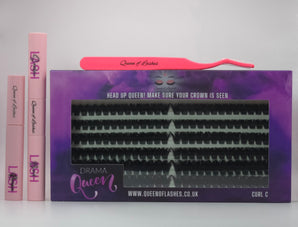 Queen of Lashes
HEAD UP QUEEN! MAKE SURE YOUR CROWN IS SEEN
LASH
LASH
LASH
DRAMA
Queen
WWW.QUEENOFLASHES.CO.UK
CURL C